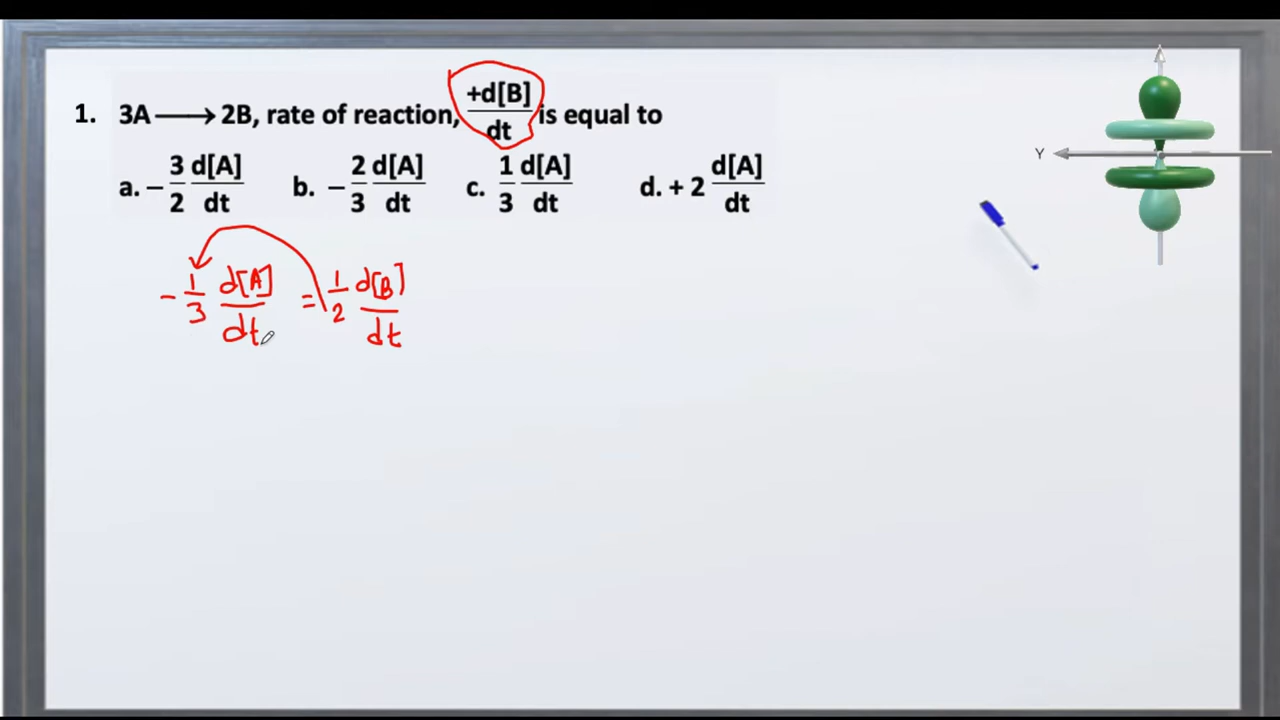 1. 3A ⟶ 2B, rate of reaction, +d[B]/dt is equal to
a. − 3/2 d[A]/dt b. − 2/3 d[A]/dt c. 1/3 d[A]/dt d. + 2 d[A]/dt
− 1/3 d[A]/dt = 1/2 d[B]/dt
Y